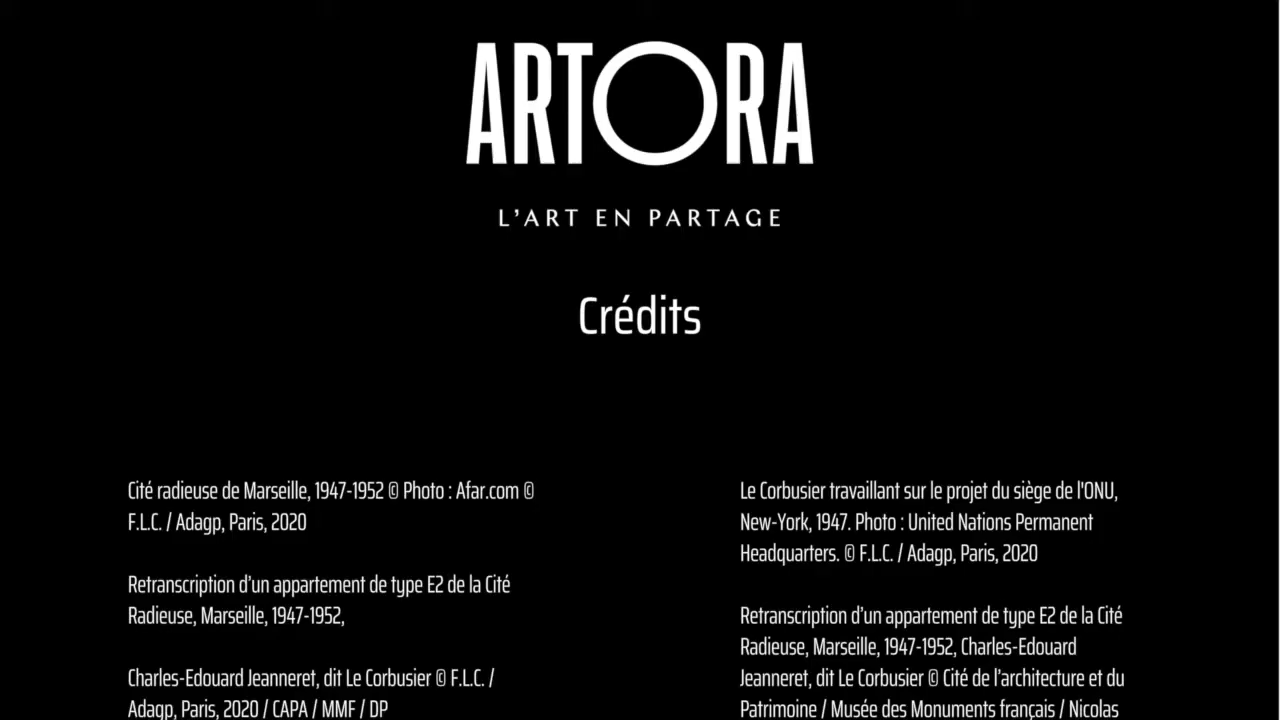 ARTORA
L'ART EN PARTAGE
Crédits
Cité radieuse de Marseille, 1947-1952 © Photo : Afar.com ©
F.L.C. / Adagp, Paris, 2020
Retranscription d'un appartement de type E2 de la Cité
Radieuse, Marseille, 1947-1952,
Charles-Edouard Jeanneret, dit Le Corbusier © F.L.C. /
Adagp, Paris, 2020 / CAPA / MMF / DP
Le Corbusier travaillant sur le projet du siège de l'ONU,
New-York, 1947. Photo : United Nations Permanent
Headquarters. © F.L.C. / Adagp, Paris, 2020
Retranscription d'un appartement de type E2 de la Cité
Radieuse, Marseille, 1947-1952, Charles-Edouard
Jeanneret, dit Le Corbusier © Cité de l'architecture et du
Patrimoine / Musée des Monuments français / Nicolas